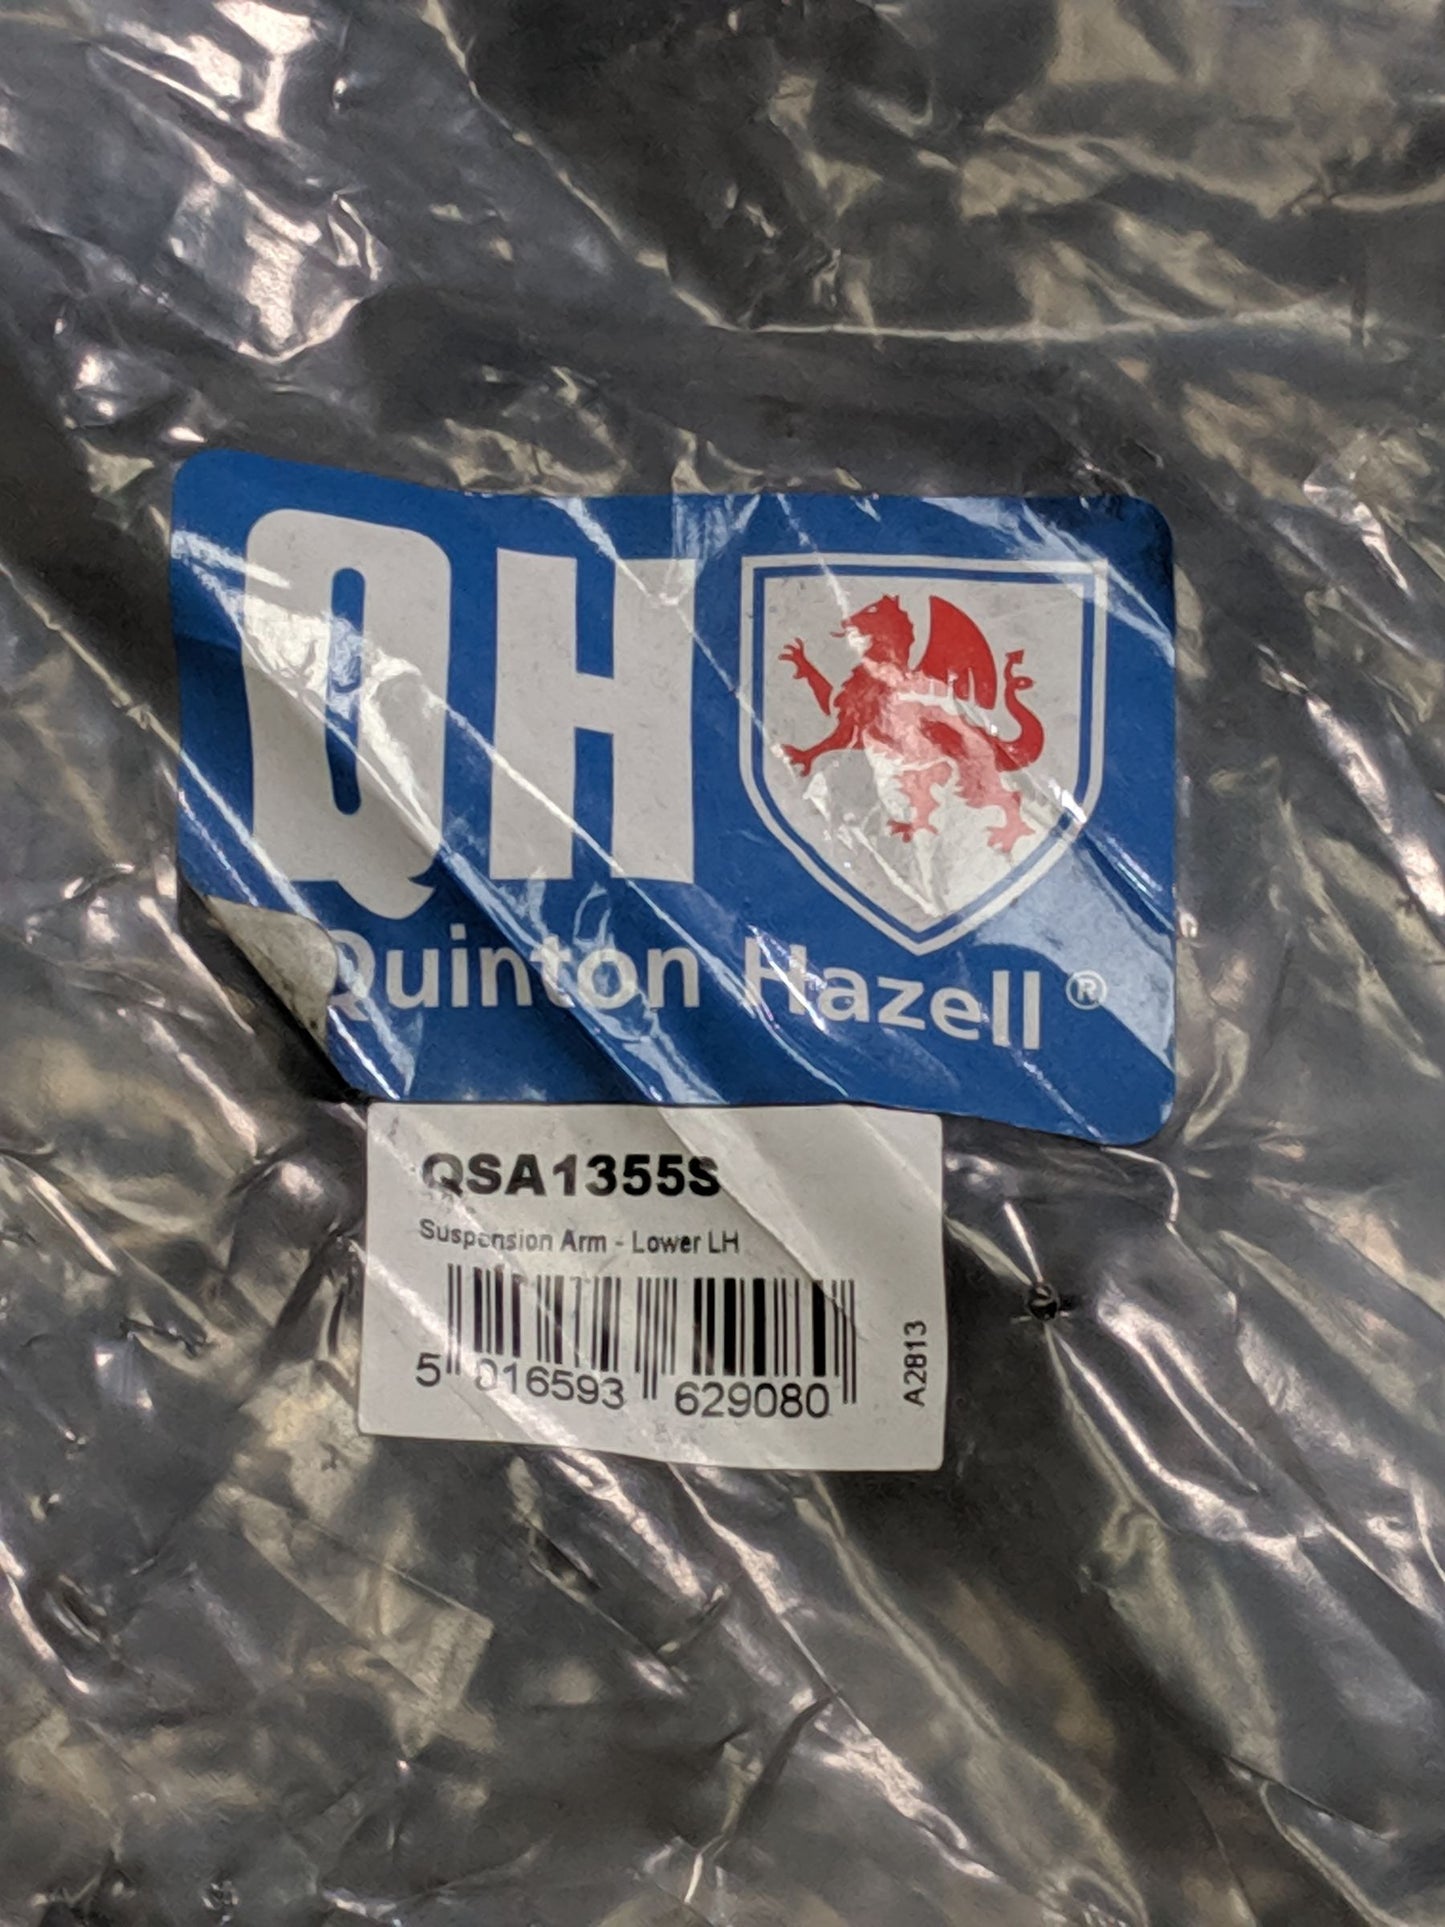 QH
Quinton Hazell ®
QSA1355S
Suspension Arm - Lower LH
5 016593 629080
A2813